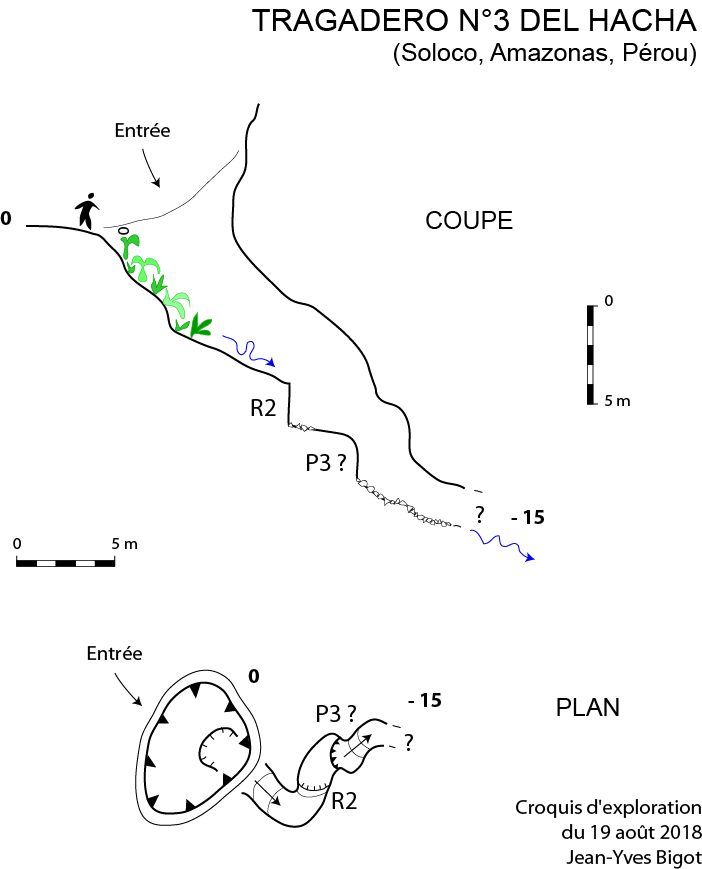 TRAGADERO N°3 DEL HACHA
(Soloco, Amazonas, Pérou)
Entrée
0
COUPE
0
5 m
R2
P3 ?
? - 15
0 5 m
Entrée
0
- 15
P3 ?
?
PLAN
R2
Croquis d'exploration
du 19 août 2018
Jean-Yves Bigot